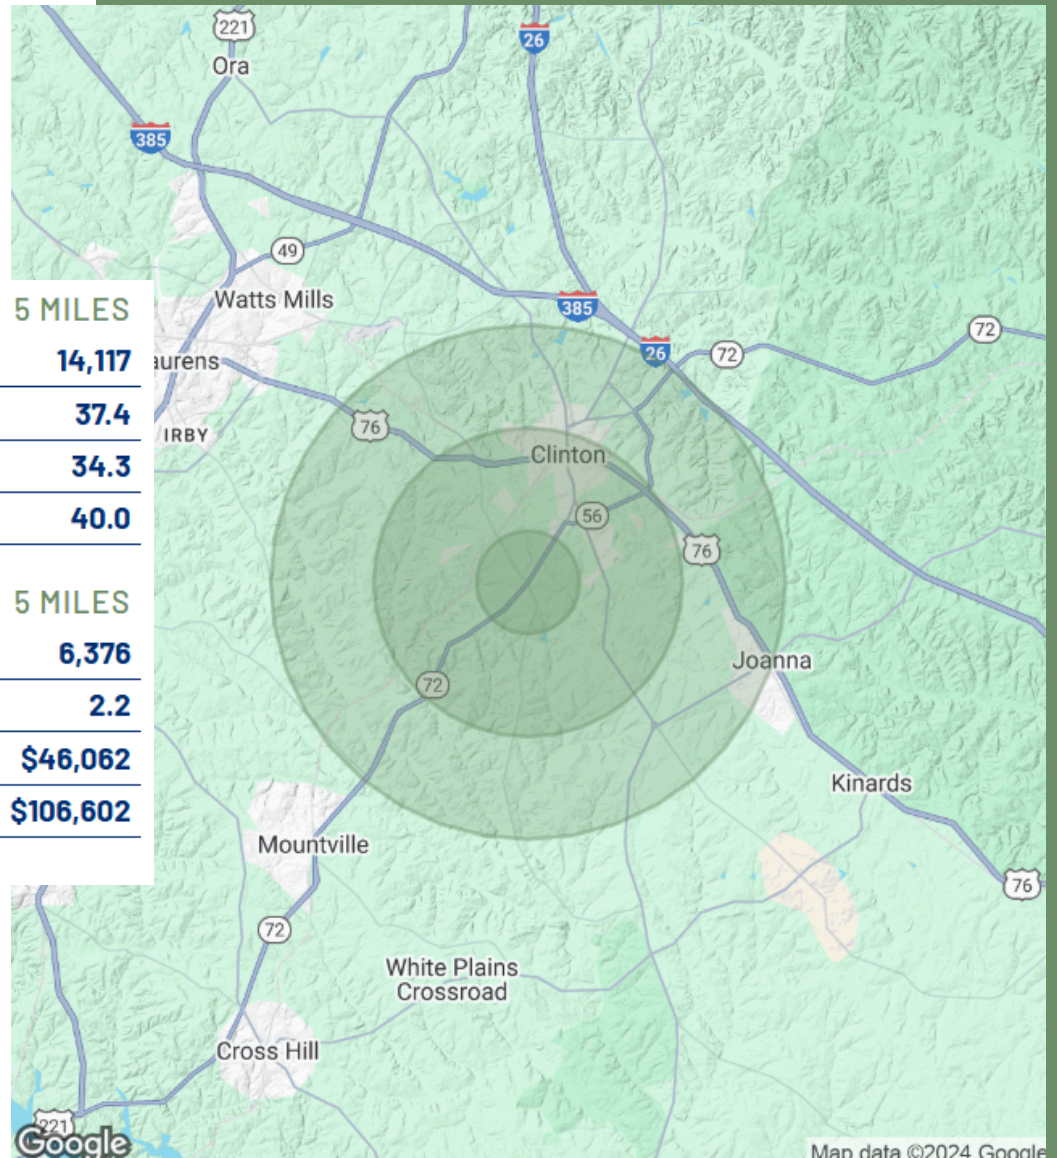 221
26
Ora
385
49
5 MILES
Watts Mills
385
14,117
72
26
72
aurens
37.4
76
IRBY
34.3
Clinton
40.0
56
76
5 MILES
6,376
Joanna
72
2.2
$46,062
Kinards
$106,602
Mountville
76
72
White Plains
Crossroad
Cross Hill
221
Google
Map data ©2024 Google